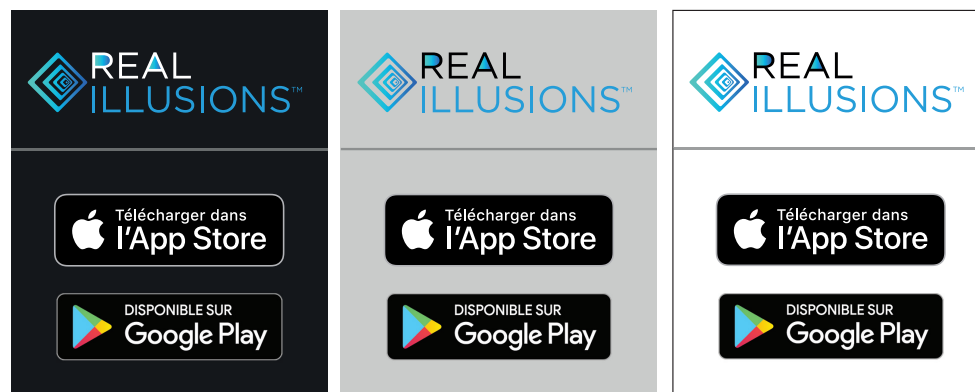 REAL
ILLUSIONS™
Télécharger dans
l'App Store
DISPONIBLE SUR
Google Play
REAL
ILLUSIONS™
Télécharger dans
l'App Store
DISPONIBLE SUR
Google Play
REAL
ILLUSIONS™
Télécharger dans
l'App Store
DISPONIBLE SUR
Google Play